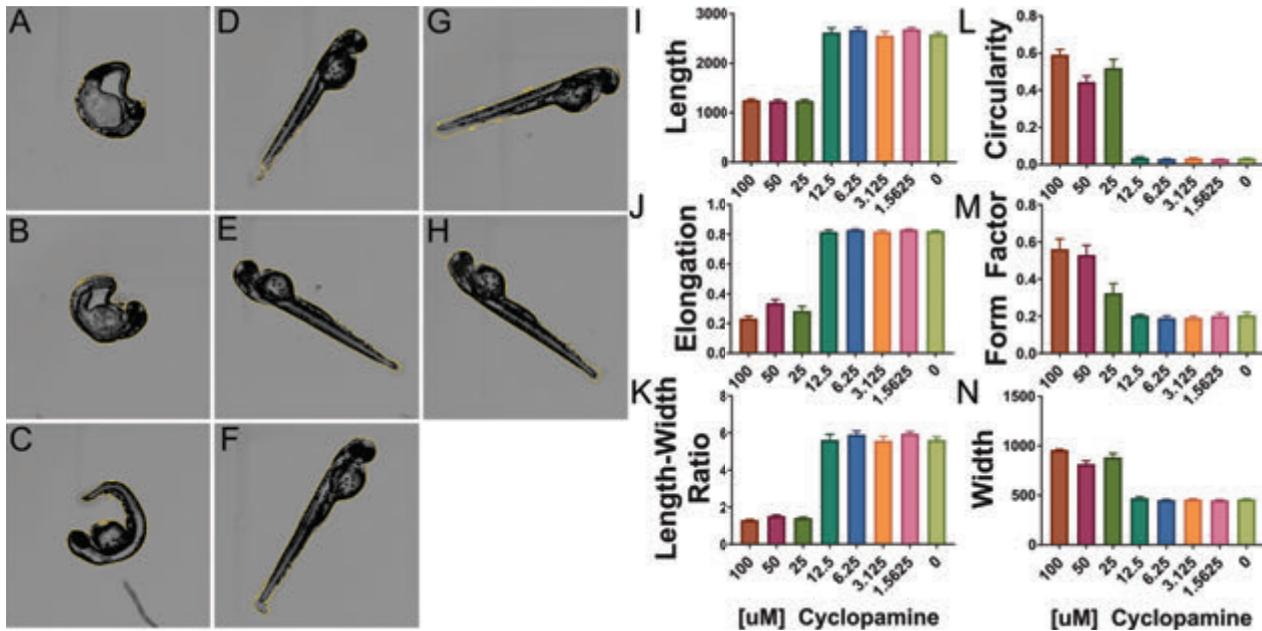 A
D
G
B
E
H
C
F
I
Length
3000
2000
1000
0
100 50 25 12.5 6.25 3.125 1.5625 0
J
Elongation
1.0
0.8
0.6
0.4
0.2
0.0
100 50 25 12.5 6.25 3.125 1.5625 0
K
Length-Width
Ratio
8
6
4
2
0
100 50 25 12.5 6.25 3.125 1.5625 0
[uM] Cyclopamine
L
Circularity
0.8
0.6
0.4
0.2
0.0
100 50 25 12.5 6.25 3.125 1.5625 0
M
Form Factor
0.8
0.6
0.4
0.2
0.0
100 50 25 12.5 6.25 3.125 1.5625 0
N
Width
1500
1000
500
0
100 50 25 12.5 6.25 3.125 1.5625 0
[uM] Cyclopamine